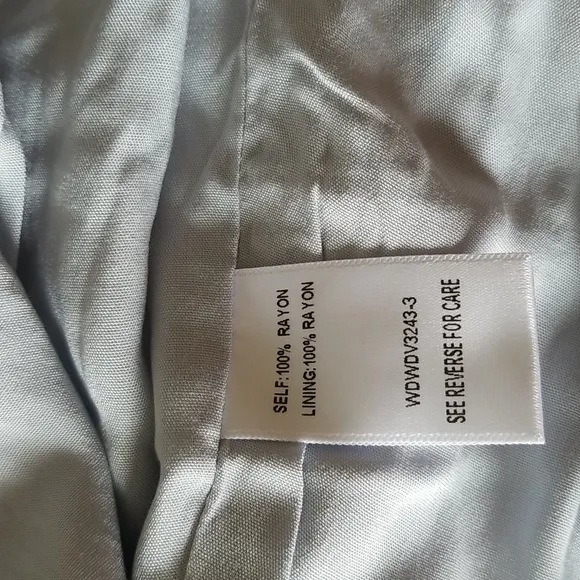 SELF:100% RAYON
LINING:100% RAYON
WDWDV3243-3
SEE REVERSE FOR CARE